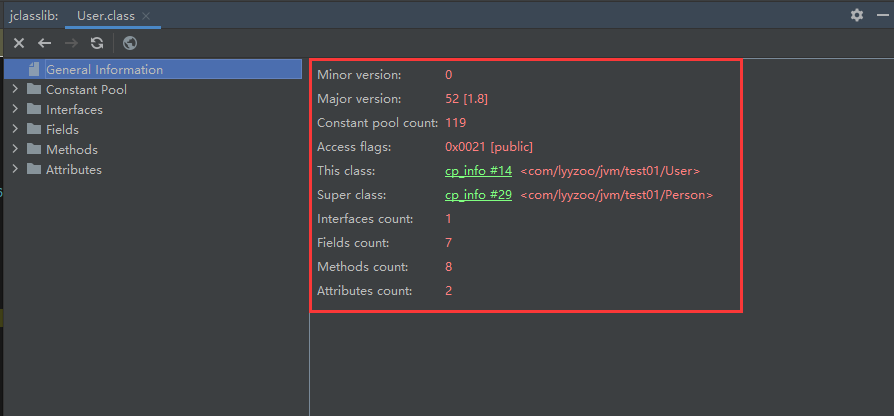 jclasslib: User.class
General Information
Constant Pool
Interfaces
Fields
Methods
Attributes
Minor version: 0
Major version: 52 [1.8]
Constant pool count: 119
Access flags: 0x0021 [public]
This class: cp_info #14 <com/lyyzoo/jvm/test01/User>
Super class: cp_info #29 <com/lyyzoo/jvm/test01/Person>
Interfaces count: 1
Fields count: 7
Methods count: 8
Attributes count: 2